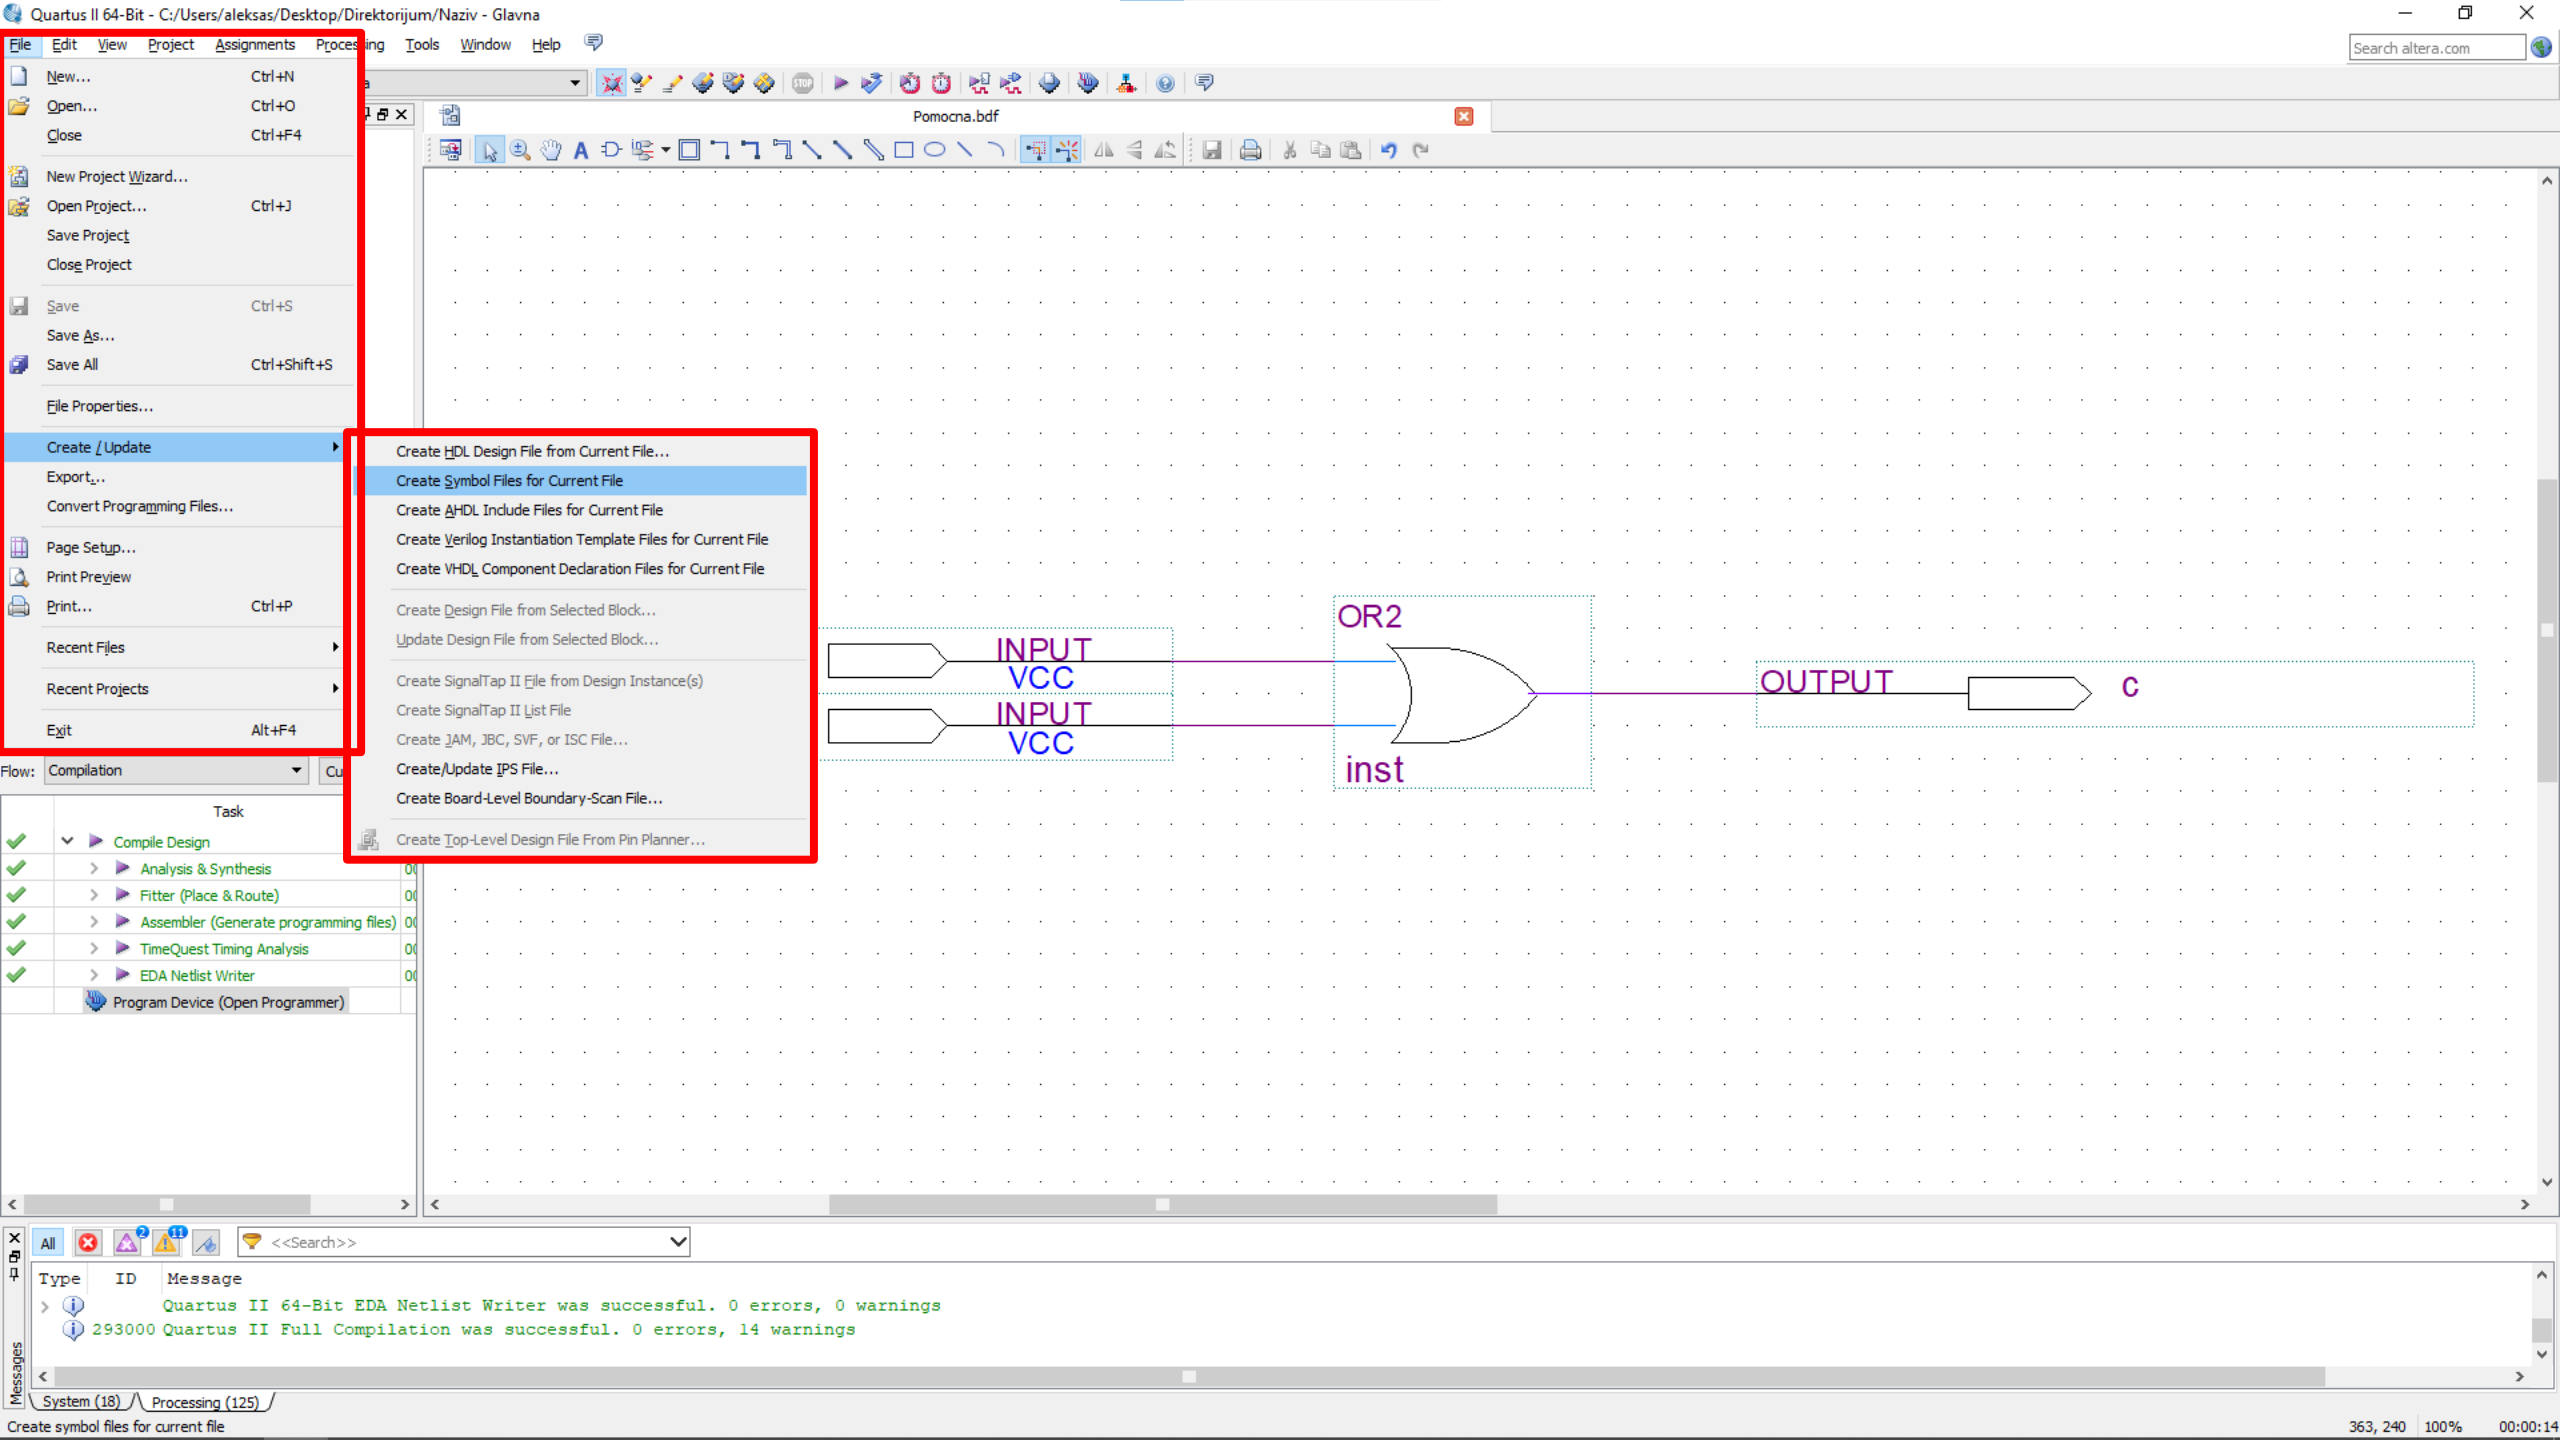 Quartus II 64-Bit - C:/Users/aleksas/Desktop/Direktorijum/Naziv - Glavna
File Edit View Project Assignments Processing Tools Window Help
Search altera.com
New... Ctrl+N
Open... Ctrl+O
Close Ctrl+F4
New Project Wizard...
Open Project... Ctrl+J
Save Project
Close Project
Save Ctrl+S
Save As...
Save All Ctrl+Shift+S
File Properties...
Create / Update
Export...
Convert Programming Files...
Page Setup...
Print Preview
Print... Ctrl+P
Recent Files
Recent Projects
Exit Alt+F4
Create HDL Design File from Current File...
Create Symbol Files for Current File
Create AHDL Include Files for Current File
Create Verilog Instantiation Template Files for Current File
Create VHDL Component Declaration Files for Current File
Create Design File from Selected Block...
Update Design File from Selected Block...
Create SignalTap II File from Design Instance(s)
Create SignalTap II List File
Create JAM, JBC, SVF, or ISC File...
Create/Update IPS File...
Create Board-Level Boundary-Scan File...
Create Top-Level Design File From Pin Planner...
STOP
Pomocna.bdf
A
OR2
INPUT
VCC
INPUT
VCC
inst
OUTPUT
c
Flow: Compilation Cu
Task
Compile Design
Analysis & Synthesis
Fitter (Place & Route)
Assembler (Generate programming files)
TimeQuest Timing Analysis
EDA Netlist Writer
Program Device (Open Programmer)
All 2 11 <<Search>>
Type ID Message
Quartus II 64-Bit EDA Netlist Writer was successful. 0 errors, 0 warnings
293000 Quartus II Full Compilation was successful. 0 errors, 14 warnings
Messages
System (18) Processing (125)
Create symbol files for current file
363, 240 100% 00:00:14